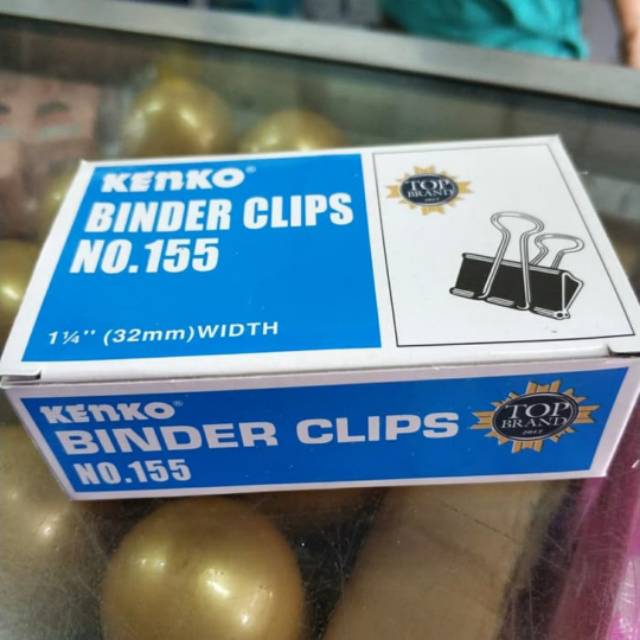 KENKO®
BINDER CLIPS
NO.155
1¼" (32mm) WIDTH
TOP
BRAND
KENKO®
BINDER CLIPS
NO.155
TOP
BRAND